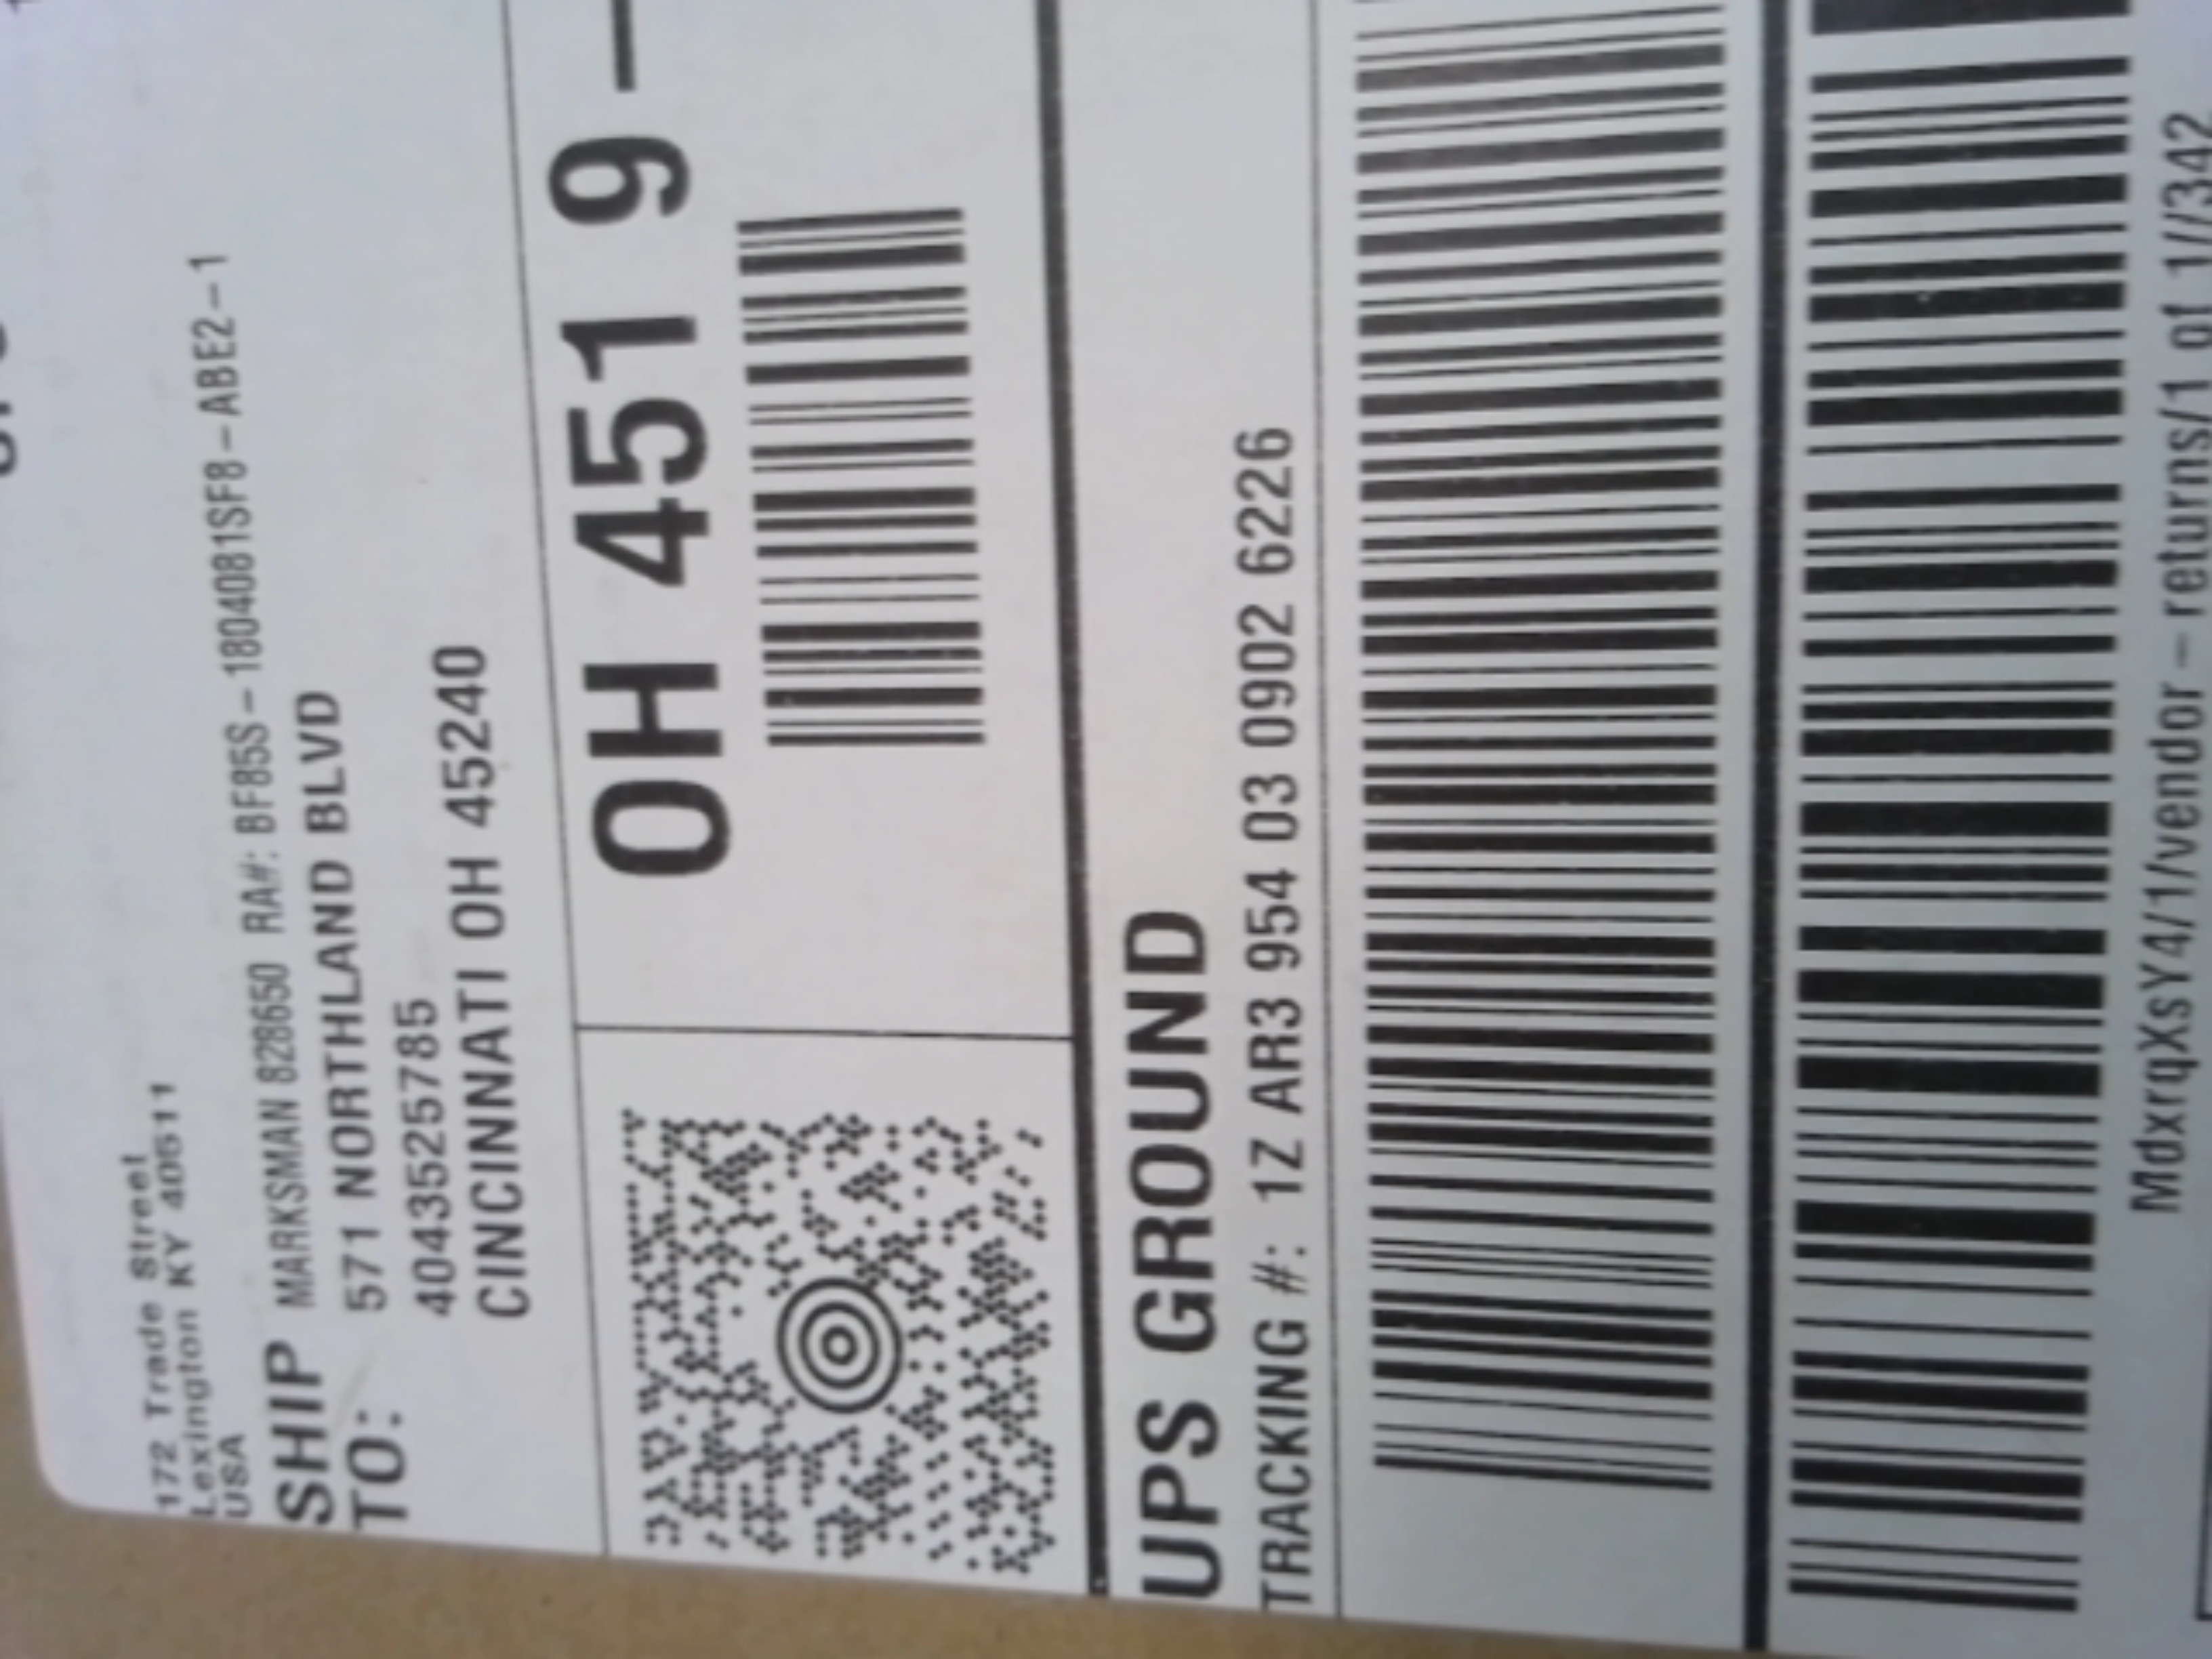 172 Trade Street
Lexington KY 40511
USA
SHIP TO:
MARKSMAN 828650 RA#: BF85S-1804081SF8-ABE2-1
571 NORTHLAND BLVD
4043525785
CINCINNATI OH 45240
OH 451 9-
UPS GROUND
TRACKING #: 1Z AR3 954 03 0902 6226
MdxrqXsY4/1/vendor-returns/1 of 1//342